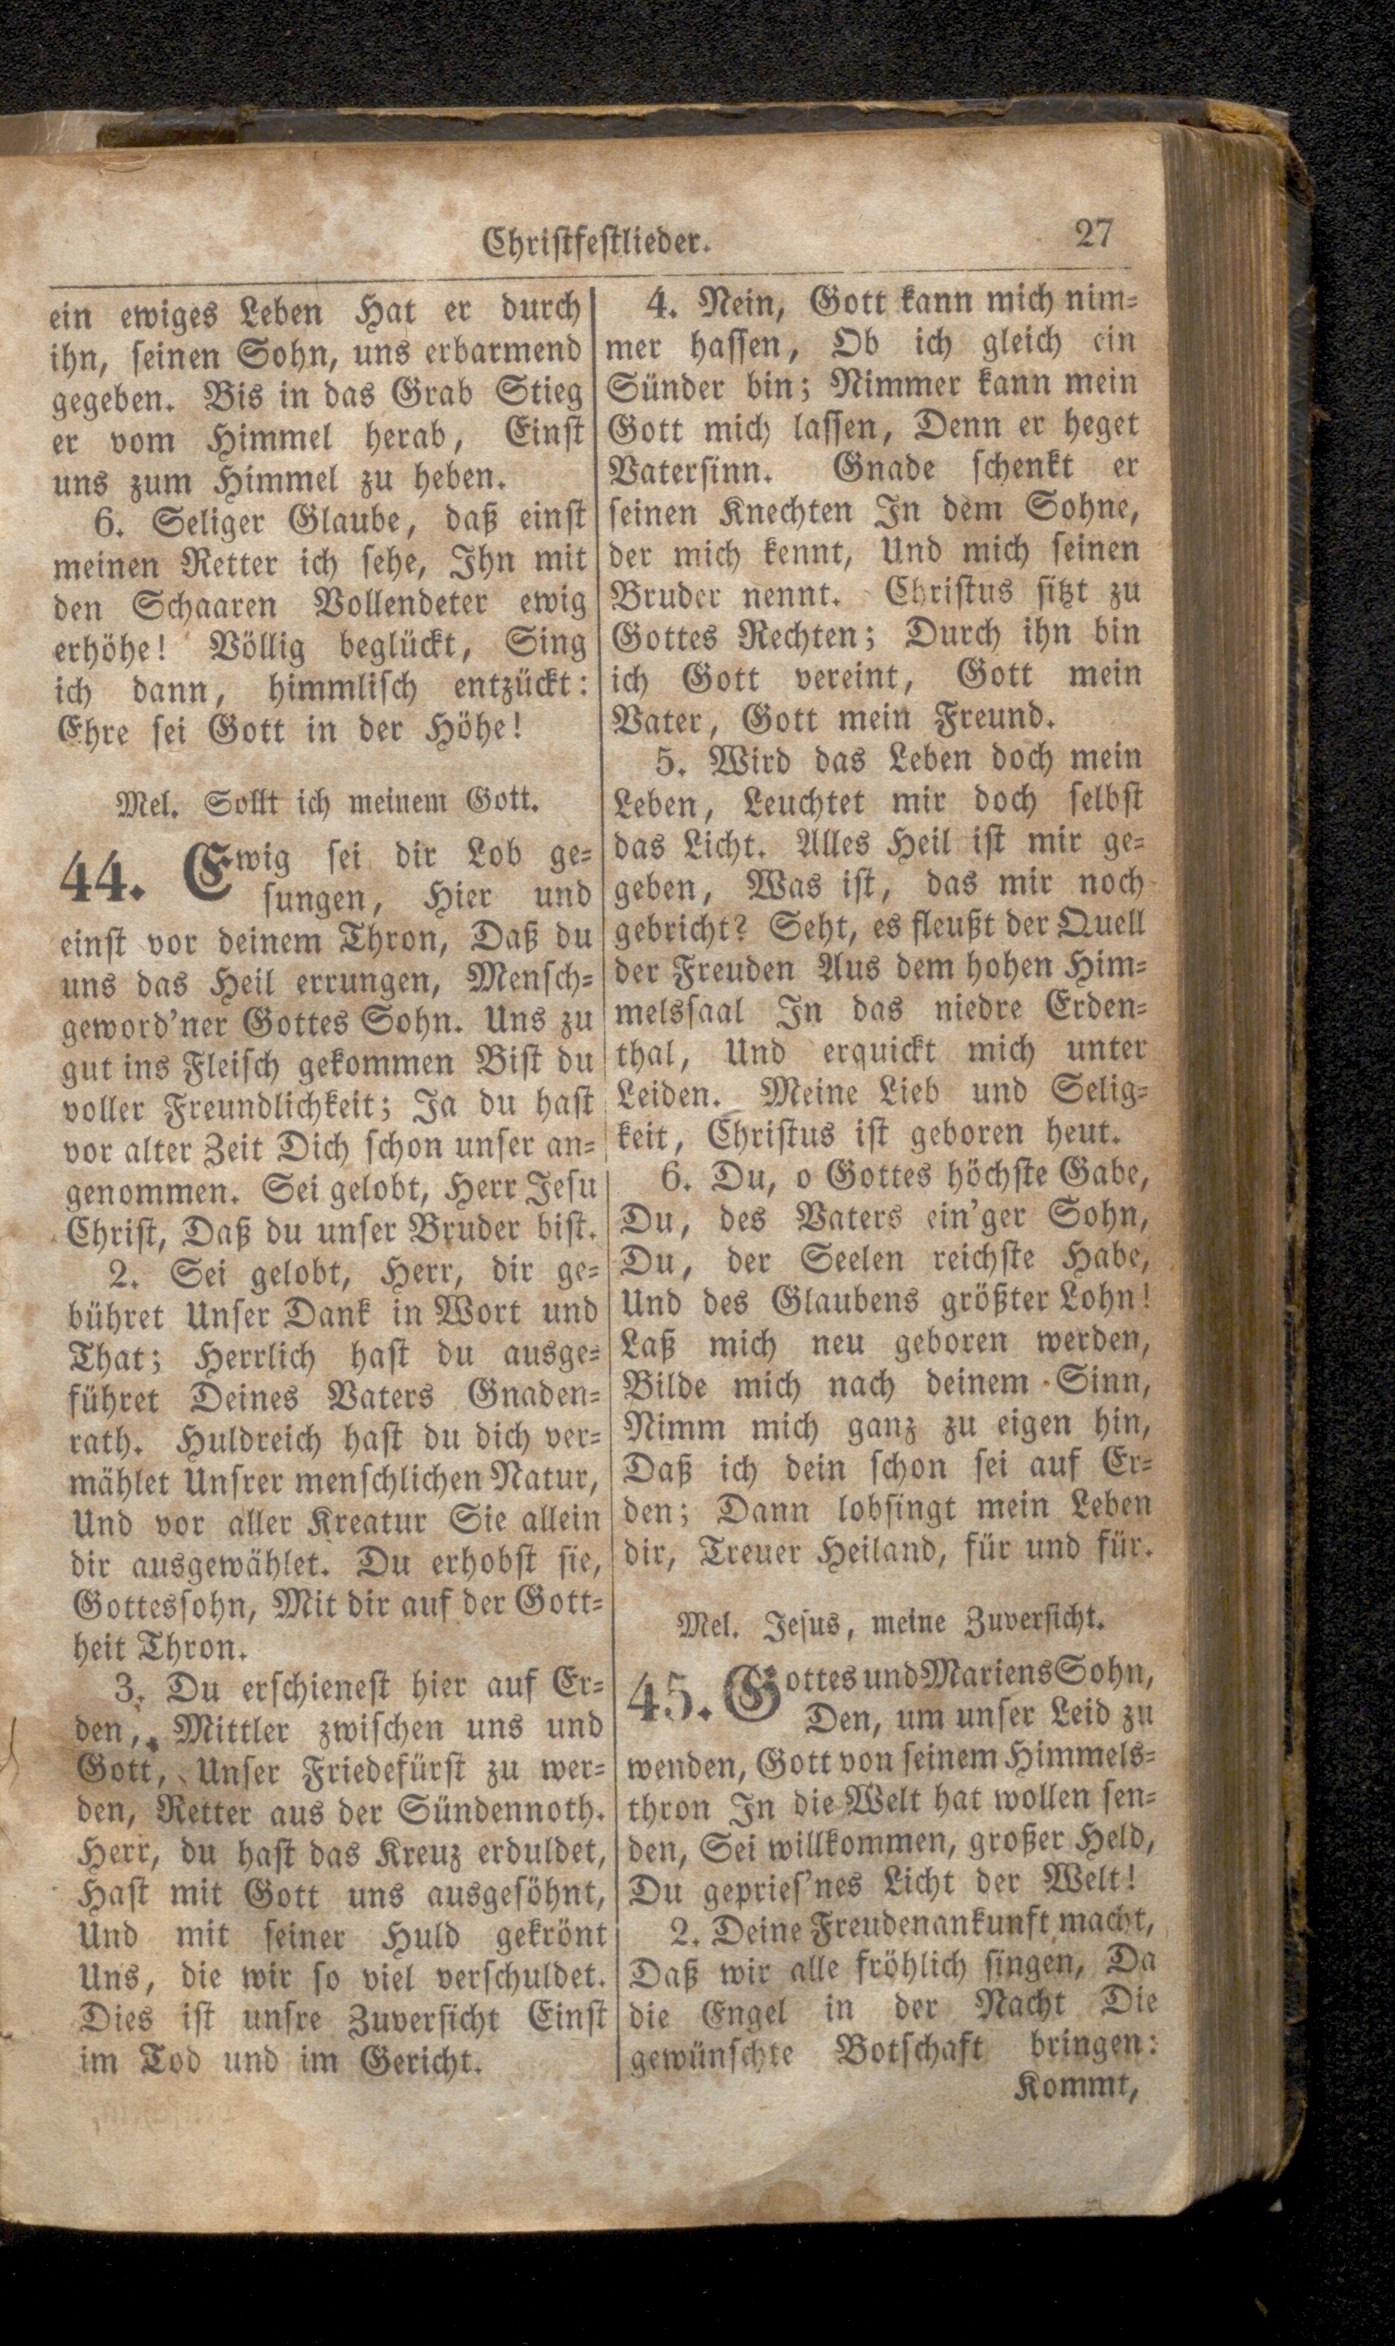 Christfestlieder. 27
ein ewiges Leben Hat er durch
ihn, seinen Sohn, uns erbarmend
gegeben. Bis in das Grab Stieg
er vom Himmel herab, Einst
uns zum Himmel zu heben.
6. Seliger Glaube, daß einst
meinen Retter ich sehe, Ihn mit
den Schaaren Vollendeter ewig
erhöhe! Völlig beglückt, Sing
ich dann, himmlisch entzückt:
Ehre sei Gott in der Höhe!
Mel. Sollt ich meinem Gott.
44. Ewig sei dir Lob ge-
sungen, Hier und
einst vor deinem Thron, Daß du
uns das Heil errungen, Mensch-
geword'ner Gottes Sohn. Uns zu
gut ins Fleisch gekommen Bist du
voller Freundlichkeit; Ja du hast
vor alter Zeit Dich schon unser an-
genommen. Sei gelobt, Herr Jesu
Christ, Daß du unser Bruder bist.
2. Sei gelobt, Herr, dir ge-
bühret Unser Dank in Wort und
That; Herrlich hast du ausge-
führet Deines Vaters Gnaden-
rath. Huldreich hast du dich ver-
mählet Unsrer menschlichen Natur,
Und vor aller Kreatur Sie allein
dir ausgewählet. Du erhobst sie,
Gottessohn, Mit dir auf der Gott-
heit Thron.
3. Du erschienest hier auf Er-
den, Mittler zwischen uns und
Gott, Unser Friedefürst zu wer-
den, Retter aus der Sündennoth.
Herr, du hast das Kreuz erduldet,
Hast mit Gott uns ausgesöhnt,
Und mit seiner Huld gekrönt
Uns, die wir so viel verschuldet.
Dies ist unsre Zuversicht Einst
im Tod und im Gericht.
4. Nein, Gott kann mich nim-
mer hassen, Ob ich gleich ein
Sünder bin; Nimmer kann mein
Gott mich lassen, Denn er heget
Vatersinn. Gnade schenkt er
seinen Knechten In dem Sohne,
der mich kennt, Und mich seinen
Bruder nennt. Christus sitzt zu
Gottes Rechten; Durch ihn bin
ich Gott vereint, Gott mein
Vater, Gott mein Freund.
5. Wird das Leben doch mein
Leben, Leuchtet mir doch selbst
das Licht. Alles Heil ist mir ge-
geben, Was ist, das mir noch
gebricht? Seht, es fleußt der Quell
der Freuden Aus dem hohen Him-
melssaal In das niedre Erden-
thal, Und erquickt mich unter
Leiden. Meine Lieb und Selig-
keit, Christus ist geboren heut.
6. Du, o Gottes höchste Gabe,
Du, des Vaters ein'ger Sohn,
Du, der Seelen reichste Habe,
Und des Glaubens größter Lohn!
Laß mich neu geboren werden,
Bilde mich nach deinem Sinn,
Nimm mich ganz zu eigen hin,
Daß ich dein schon sei auf Er-
den; Dann lobsingt mein Leben
dir, Treuer Heiland, für und für.
Mel. Jesus, meine Zuversicht.
45. Gottes und Mariens Sohn,
Den, um unser Leid zu
wenden, Gott von seinem Himmels-
thron In die Welt hat wollen sen-
den, Sei willkommen, großer Held,
Du gepries'nes Licht der Welt!
2. Deine Freudenankunft macht,
Daß wir alle fröhlich singen, Da
die Engel in der Nacht Die
gewünschte Botschaft bringen:
Kommt,